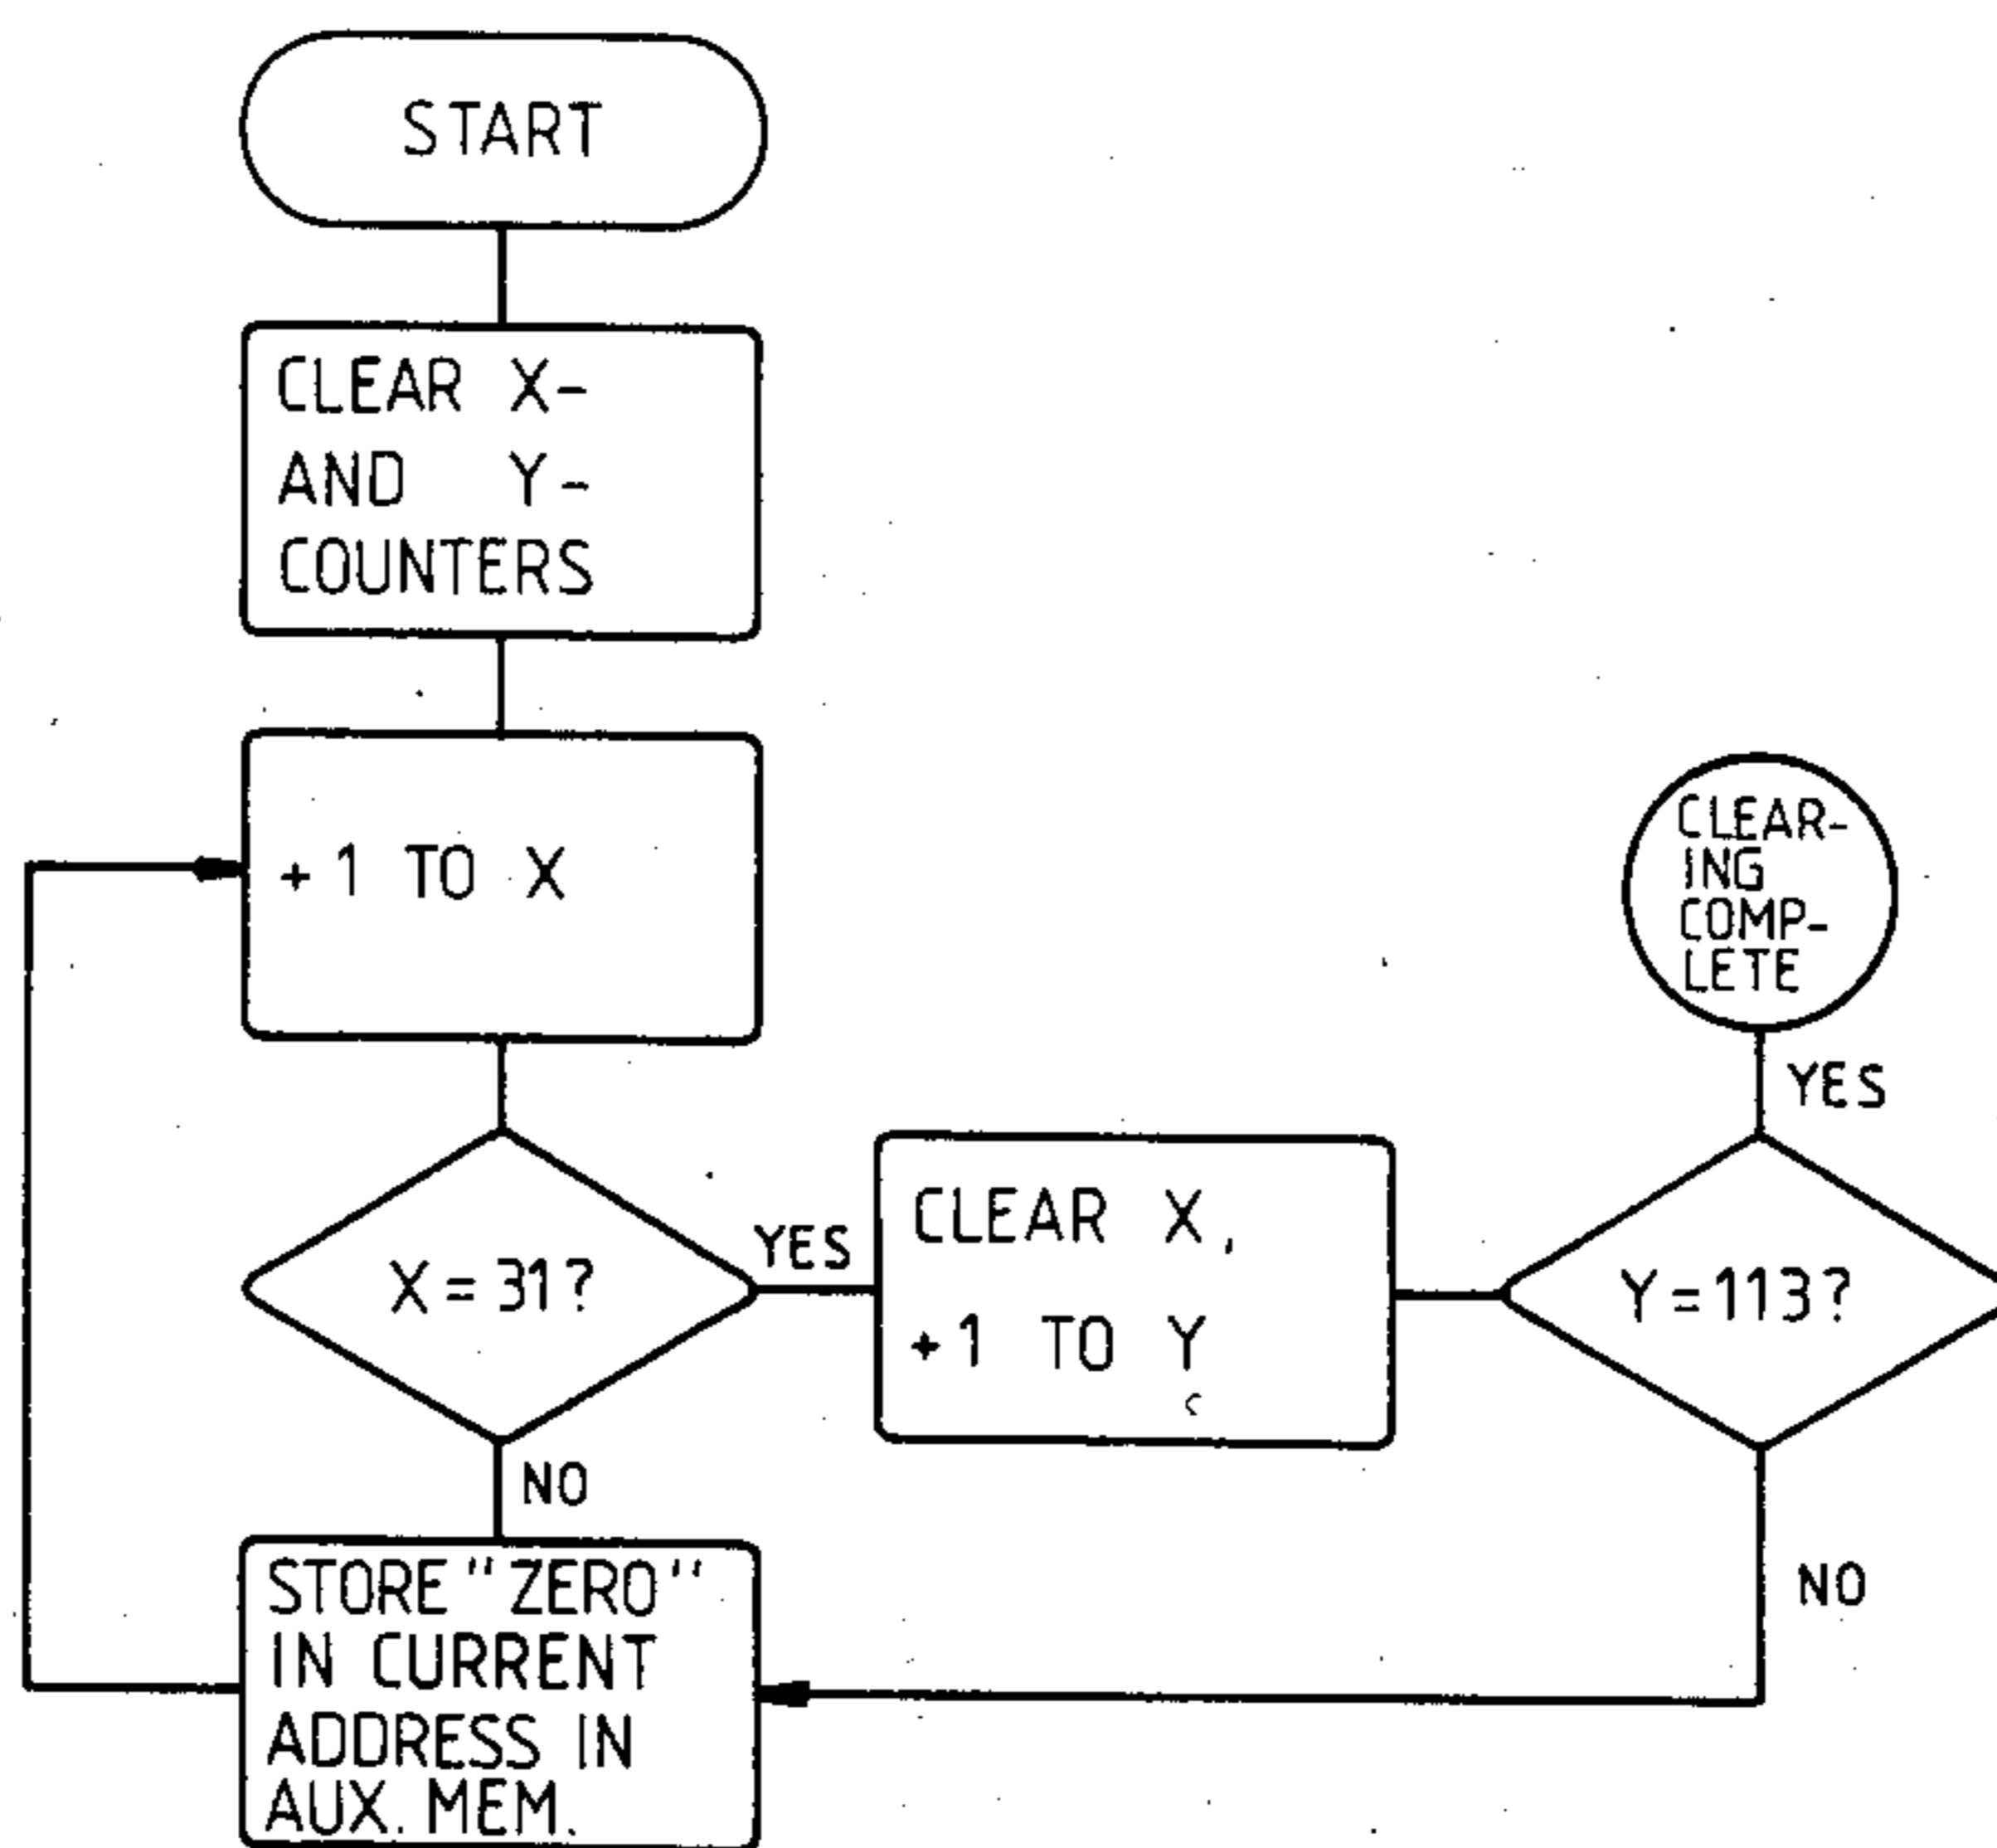 START
CLEAR X-
AND Y-
COUNTERS
+1 TO X
X=31?
YES
NO
CLEAR X,
+1 TO Y
Y=113?
YES
NO
CLEAR-
ING
COMP-
LETE
STORE "ZERO"
IN CURRENT
ADDRESS IN
AUX. MEM.